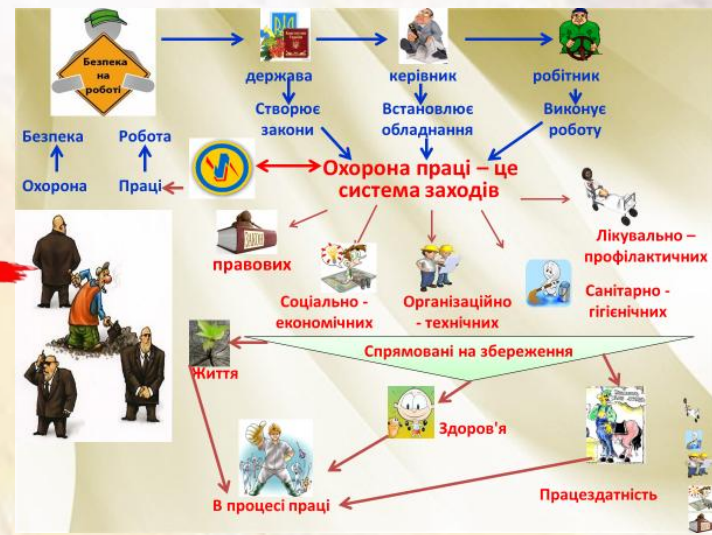 Безпека
на
роботі
держава
керівник
робітник
Створює
закони
Встановлює
обладнання
Виконує
роботу
Безпека
Робота
Охорона
Праці
Охорона праці – це
система заходів
правових
Соціально -
економічних
Організаційно
- технічних
Санітарно -
гігієнічних
Лікувально –
профілактичних
Спрямовані на збереження
Життя
Здоров'я
Працездатність
В процесі праці